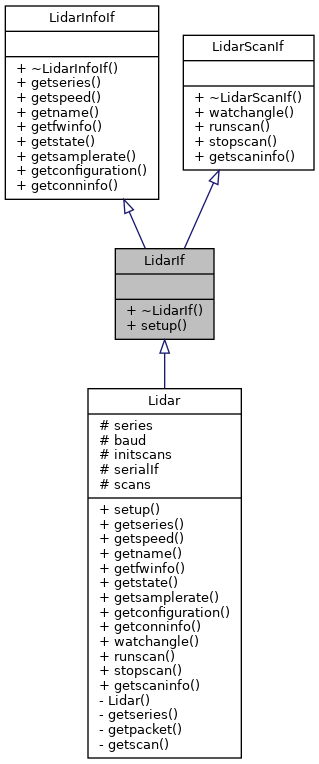 LidarInfoIf
+ ~LidarInfoIf()
+ getseries()
+ getspeed()
+ getname()
+ getfwinfo()
+ getstate()
+ getsamplerate()
+ getconfiguration()
+ getconninfo()
LidarScanIf
+ ~LidarScanIf()
+ watchangle()
+ runscan()
+ stopscan()
+ getscaninfo()
LidarIf
+ ~LidarIf()
+ setup()
Lidar
# series
# baud
# initscans
# serialIf
# scans
+ setup()
+ getseries()
+ getspeed()
+ getname()
+ getfwinfo()
+ getstate()
+ getsamplerate()
+ getconfiguration()
+ getconninfo()
+ watchangle()
+ runscan()
+ stopscan()
+ getscaninfo()
- Lidar()
- getseries()
- getpacket()
- getscan()